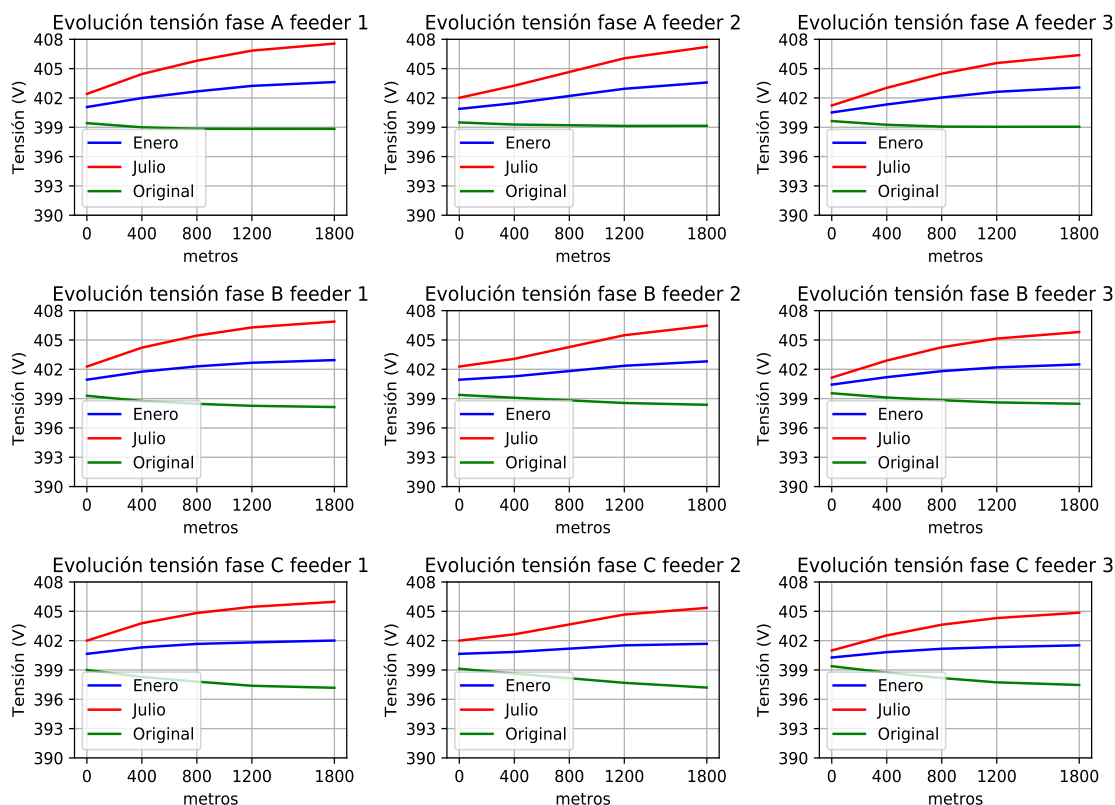 Evolución tensión fase A feeder 1
Tensión (V)
408
405
402
399
396
393
390
Enero
Julio
Original
0 400 800 1200 1800
metros
Evolución tensión fase A feeder 2
Tensión (V)
408
405
402
399
396
393
390
Enero
Julio
Original
0 400 800 1200 1800
metros
Evolución tensión fase A feeder 3
Tensión (V)
408
405
402
399
396
393
390
Enero
Julio
Original
0 400 800 1200 1800
metros
Evolución tensión fase B feeder 1
Tensión (V)
408
405
402
399
396
393
390
Enero
Julio
Original
0 400 800 1200 1800
metros
Evolución tensión fase B feeder 2
Tensión (V)
408
405
402
399
396
393
390
Enero
Julio
Original
0 400 800 1200 1800
metros
Evolución tensión fase B feeder 3
Tensión (V)
408
405
402
399
396
393
390
Enero
Julio
Original
0 400 800 1200 1800
metros
Evolución tensión fase C feeder 1
Tensión (V)
408
405
402
399
396
393
390
Enero
Julio
Original
0 400 800 1200 1800
metros
Evolución tensión fase C feeder 2
Tensión (V)
408
405
402
399
396
393
390
Enero
Julio
Original
0 400 800 1200 1800
metros
Evolución tensión fase C feeder 3
Tensión (V)
408
405
402
399
396
393
390
Enero
Julio
Original
0 400 800 1200 1800
metros